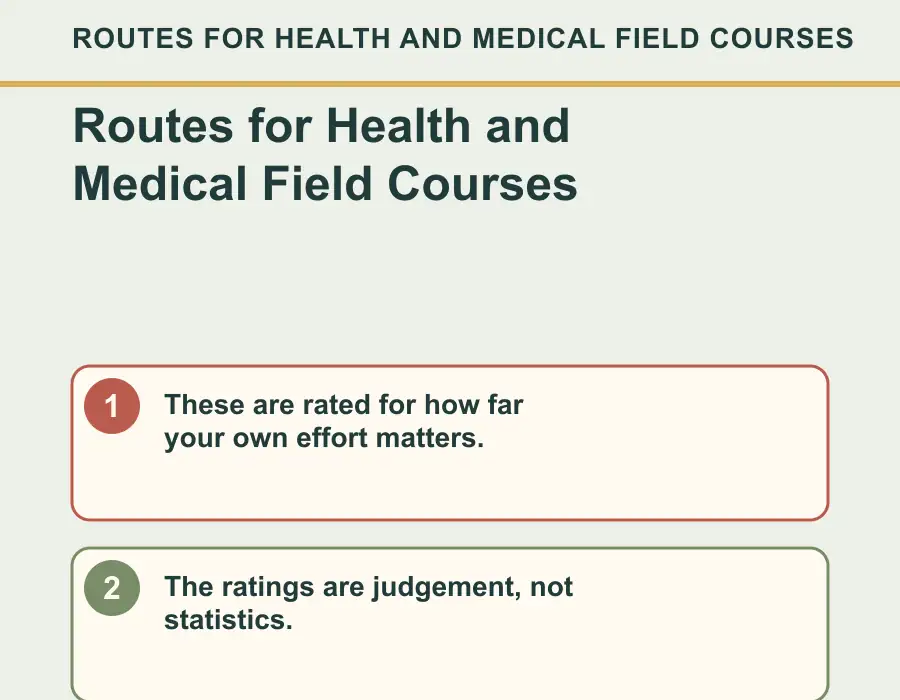 ROUTES FOR HEALTH AND MEDICAL FIELD COURSES
Routes for Health and
Medical Field Courses
1
These are rated for how far
your own effort matters.
2
The ratings are judgement, not
statistics.